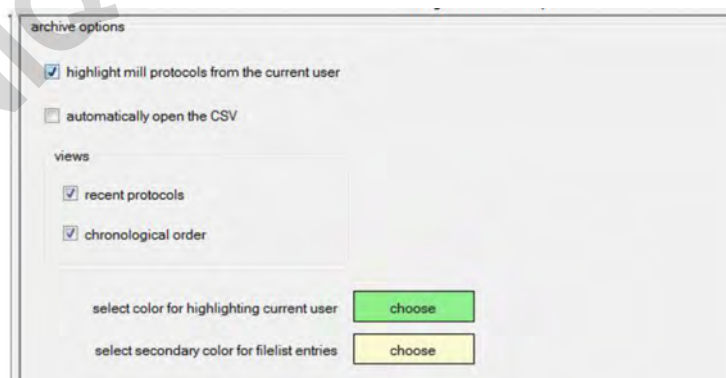 archive options
highlight mill protocols from the current user
automatically open the CSV
views
recent protocols
chronological order
select color for highlighting current user choose
select secondary color for filelist entries choose